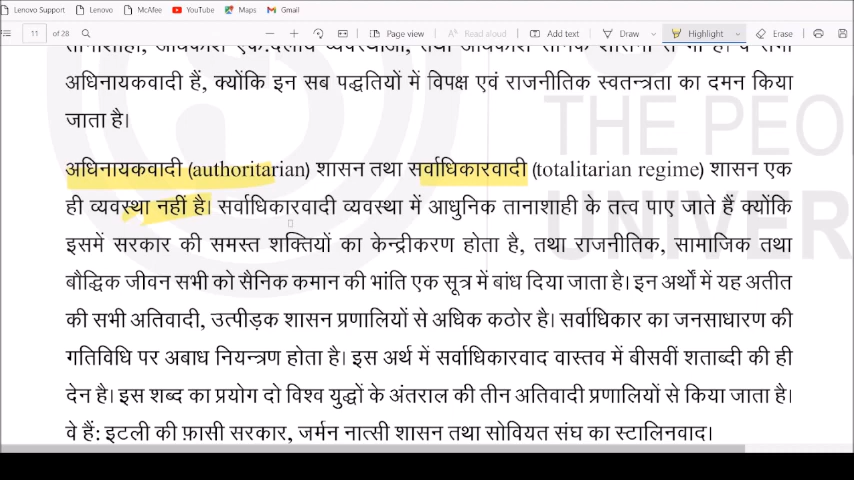 Lenovo Support
Lenovo
McAfee
YouTube
Maps
Gmail
11 of 28
Page view
Read aloud
Add text
Draw
Highlight
Erase
अधिनायकवादी हैं, क्योंकि इन सब पद्धतियों में विपक्ष एवं राजनीतिक स्वतन्त्रता का दमन किया
जाता है।
THE PEO
UNIVERS
अधिनायकवादी (authoritarian) शासन तथा सर्वाधिकारवादी (totalitarian regime) शासन एक
ही व्यवस्था नहीं है। सर्वाधिकारवादी व्यवस्था में आधुनिक तानाशाही के तत्व पाए जाते हैं क्योंकि
इसमें सरकार की समस्त शक्तियों का केन्द्रीकरण होता है, तथा राजनीतिक, सामाजिक तथा
बौद्धिक जीवन सभी को सैनिक कमान की भांति एक सूत्र में बांध दिया जाता है। इन अर्थों में यह अतीत
की सभी अतिवादी, उत्पीड़क शासन प्रणालियों से अधिक कठोर है। सर्वाधिकार का जनसाधारण की
गतिविधि पर अबाध नियन्त्रण होता है। इस अर्थ में सर्वाधिकारवाद वास्तव में बीसवीं शताब्दी की ही
देन है। इस शब्द का प्रयोग दो विश्व युद्धों के अंतराल की तीन अतिवादी प्रणालियों से किया जाता है।
वे हैं: इटली की फ़ासी सरकार, जर्मन नात्सी शासन तथा सोवियत संघ का स्टालिनवाद।